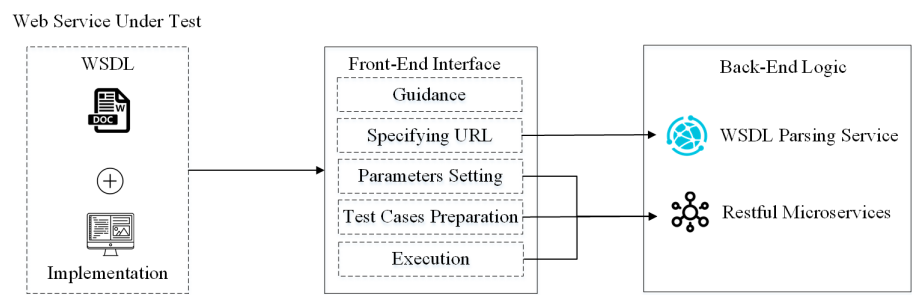 Web Service Under Test
WSDL
W
DOC
Implementation
Front-End Interface
Guidance
Specifying URL
Parameters Setting
Test Cases Preparation
Execution
Back-End Logic
WSDL Parsing Service
Restful Microservices